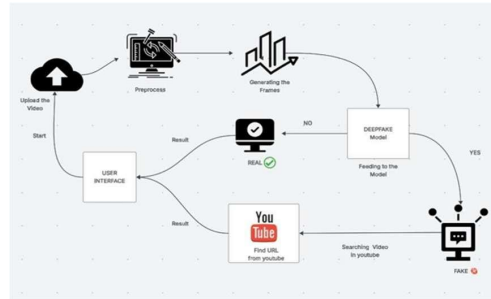 Upload the
Video
Preprocess
Generating the
Frames
Start
Result
REAL
NO
DEEPFAKE
Model
Feeding to the
Model
YES
USER
INTERFACE
Result
You
Tube
Find URL
from youtube
Searching Video
In youtube
FAKE